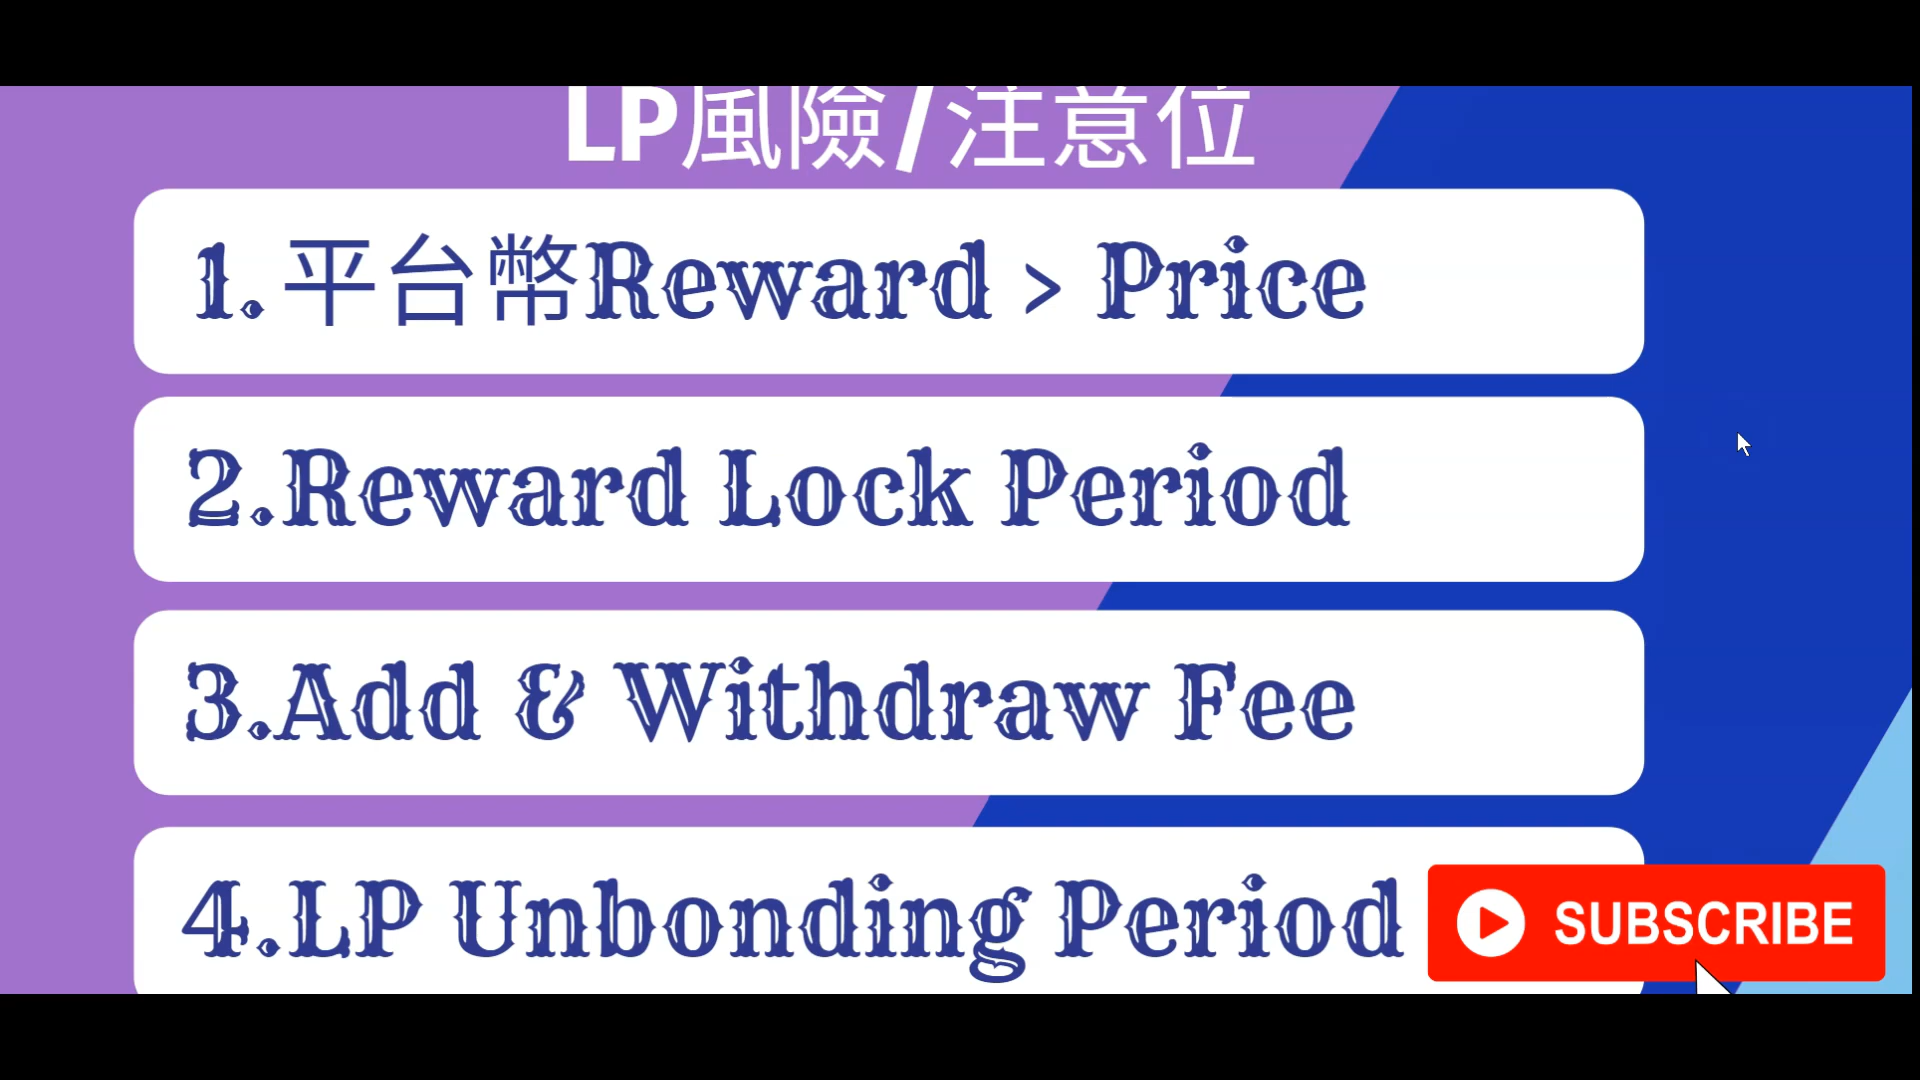 LP風險/注意位
1.平台幣Reward > Price
2.Reward Lock Period
3.Add & Withdraw Fee
4.LP Unbonding Period
SUBSCRIBE